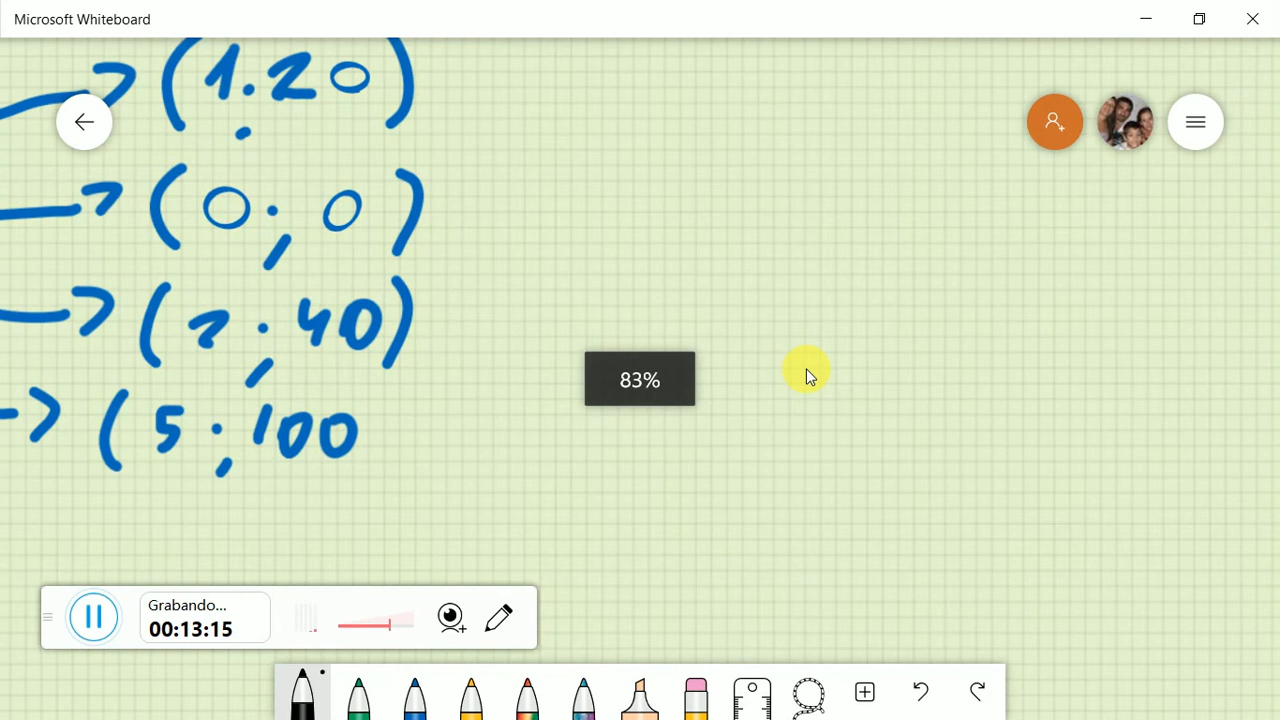 Microsoft Whiteboard
→ (1.20)
→ (0; 0)
→ (2; 40)
→ (5; 100
83%
Grabando...
00:13:15